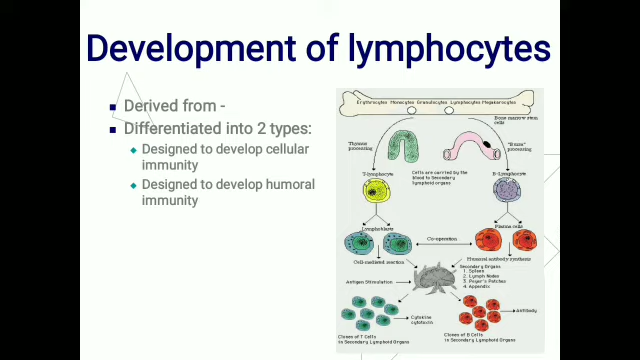 Development of lymphocytes
Derived from -
Differentiated into 2 types:
Designed to develop cellular
immunity
Designed to develop humoral
immunity
Erythrocytes Monocytes Granulocytes Lymphocytes Meganorocytes
Bone marrow stem
cells
Thymus
processing
"Bursa"
processing
T-lymphocyte
Cells are carried by the
blood to Secondary
lymphoid organs
B-Lymphocyte
Lymphoblasts
Plasma cells
Co-operation
Cell-mediated reaction
Humoral antibody synthesis
Secondary Organs
1. Spleen
2. Lymph Nodes
3. Peyer's Patches
4. Appendix
Antigen Stimulation
Cytokine
cytotoxin
Antibody
Clones of T Cells
in Secondary Lymphoid Organs
Clones of B Cells
in Secondary Lymphoid Organs